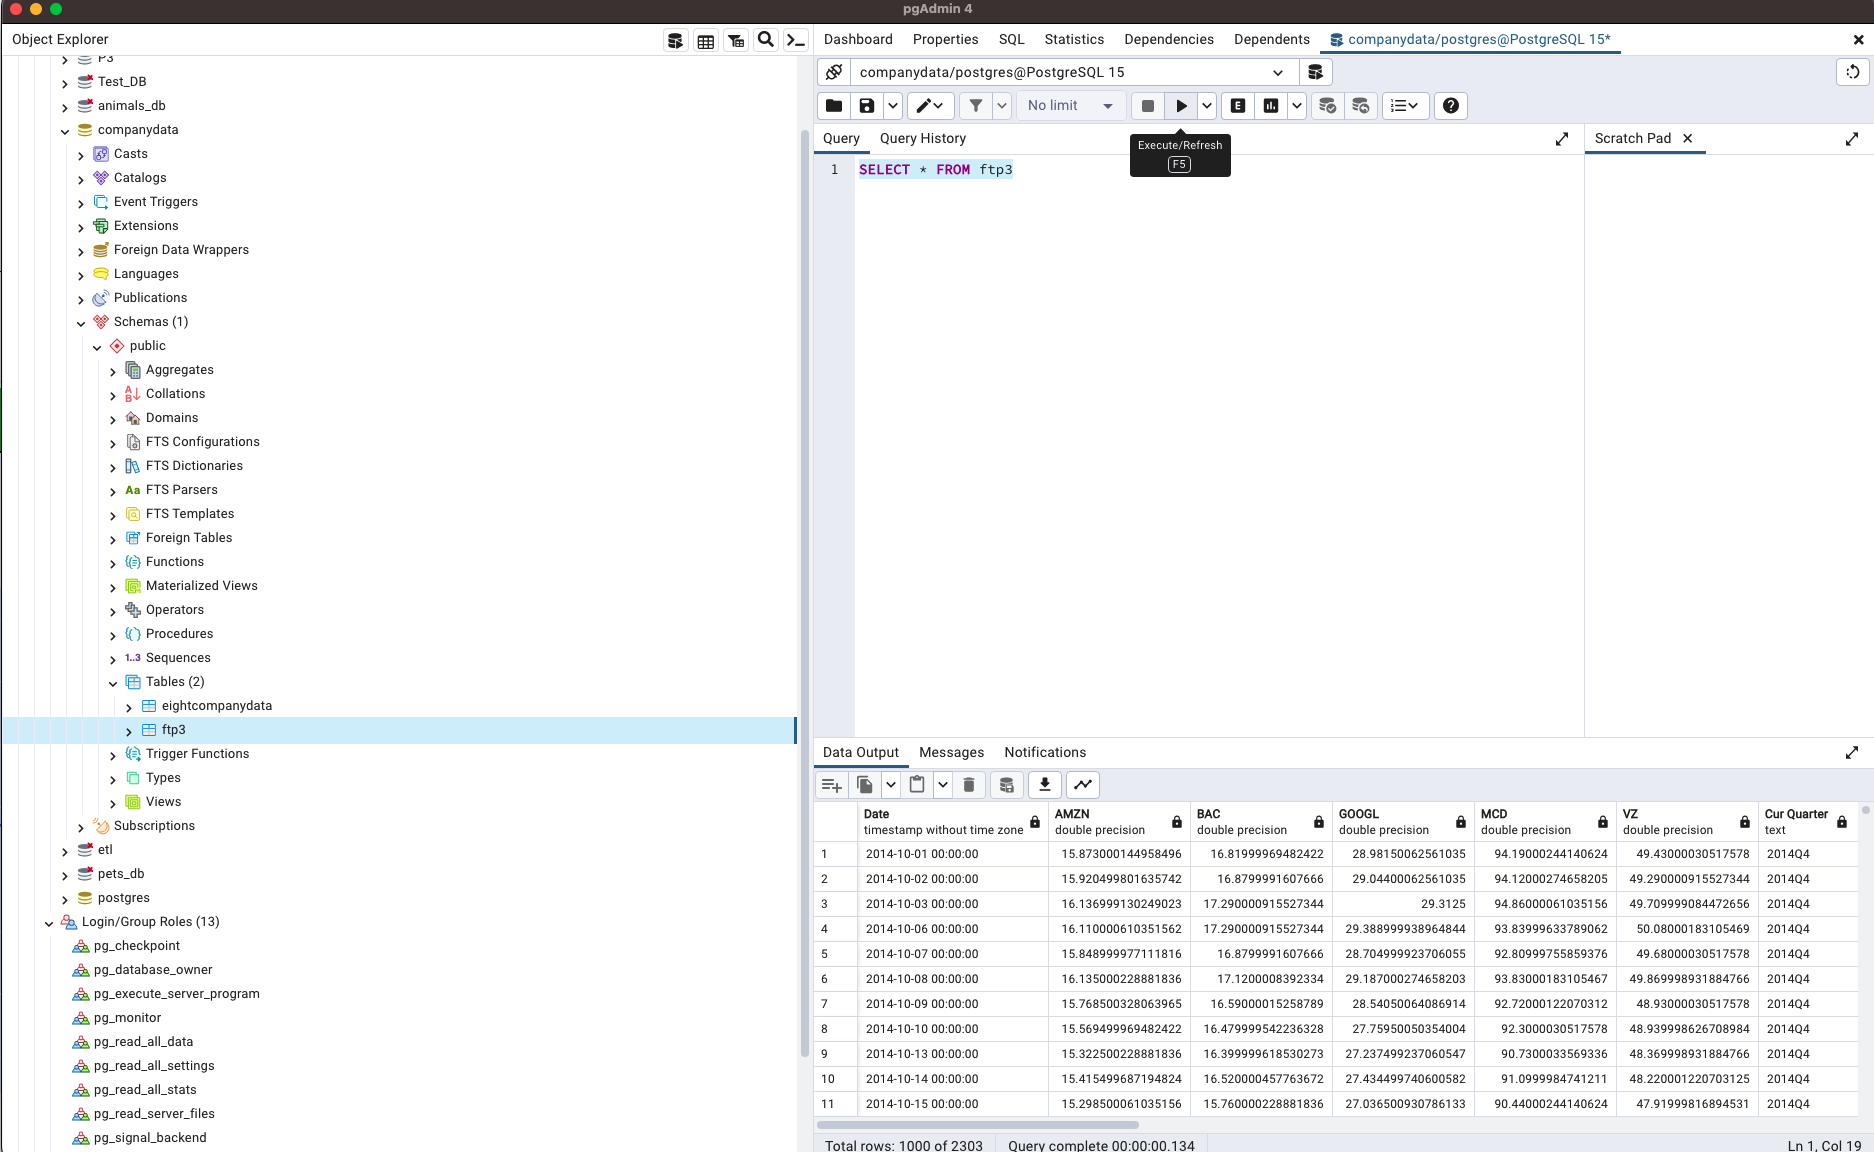 pgAdmin 4
Object Explorer
P3
Test_DB
animals_db
companydata
Casts
Catalogs
Event Triggers
Extensions
Foreign Data Wrappers
Languages
Publications
Schemas (1)
public
Aggregates
Collations
Domains
FTS Configurations
FTS Dictionaries
Aa FTS Parsers
FTS Templates
Foreign Tables
Functions
Materialized Views
Operators
Procedures
1..3 Sequences
Tables (2)
eightcompanydata
ftp3
Trigger Functions
Types
Views
Subscriptions
etl
pets_db
postgres
Login/Group Roles (13)
pg_checkpoint
pg_database_owner
pg_execute_server_program
pg_monitor
pg_read_all_data
pg_read_all_settings
pg_read_all_stats
pg_read_server_files
pg_signal_backend
Dashboard Properties SQL Statistics Dependencies Dependents companydata/postgres@PostgreSQL 15*
companydata/postgres@PostgreSQL 15
No limit E
Query Query History
Execute/Refresh
F5
Scratch Pad
1 SELECT * FROM ftp3
Data Output Messages Notifications
Date AMZN BAC GOOGL MCD VZ Cur Quarter
timestamp without time zone double precision double precision double precision double precision double precision text
1 2014-10-01 00:00:00 15.873000144958496 16.81999969482422 28.98150062561035 94.19000244140624 49.43000030517578 2014Q4
2 2014-10-02 00:00:00 15.920499801635742 16.8799991607666 29.04400062561035 94.12000274658205 49.290000915527344 2014Q4
3 2014-10-03 00:00:00 16.136999130249023 17.290000915527344 29.3125 94.86000061035156 49.709999084472656 2014Q4
4 2014-10-06 00:00:00 16.110000610351562 17.290000915527344 29.388999938964844 93.83999633789062 50.08000183105469 2014Q4
5 2014-10-07 00:00:00 15.848999977111816 16.8799991607666 28.704999923706055 92.80999755859376 49.68000030517578 2014Q4
6 2014-10-08 00:00:00 16.135000228881836 17.1200008392334 29.187000274658203 93.83000183105467 49.869998931884766 2014Q4
7 2014-10-09 00:00:00 15.768500328063965 16.59000015258789 28.54050064086914 92.72000122070312 48.93000030517578 2014Q4
8 2014-10-10 00:00:00 15.569499969482422 16.479999542236328 27.75950050354004 92.3000030517578 48.939998626708984 2014Q4
9 2014-10-13 00:00:00 15.322500228881836 16.399999618530273 27.237499237060547 90.7300033569336 48.369998931884766 2014Q4
10 2014-10-14 00:00:00 15.415499687194824 16.520000457763672 27.434499740600582 91.0999984741211 48.220001220703125 2014Q4
11 2014-10-15 00:00:00 15.298500061035156 15.760000228881836 27.036500930786133 90.44000244140624 47.91999816894531 2014Q4
Total rows: 1000 of 2303 Query complete 00:00:00.134 Ln 1, Col 19